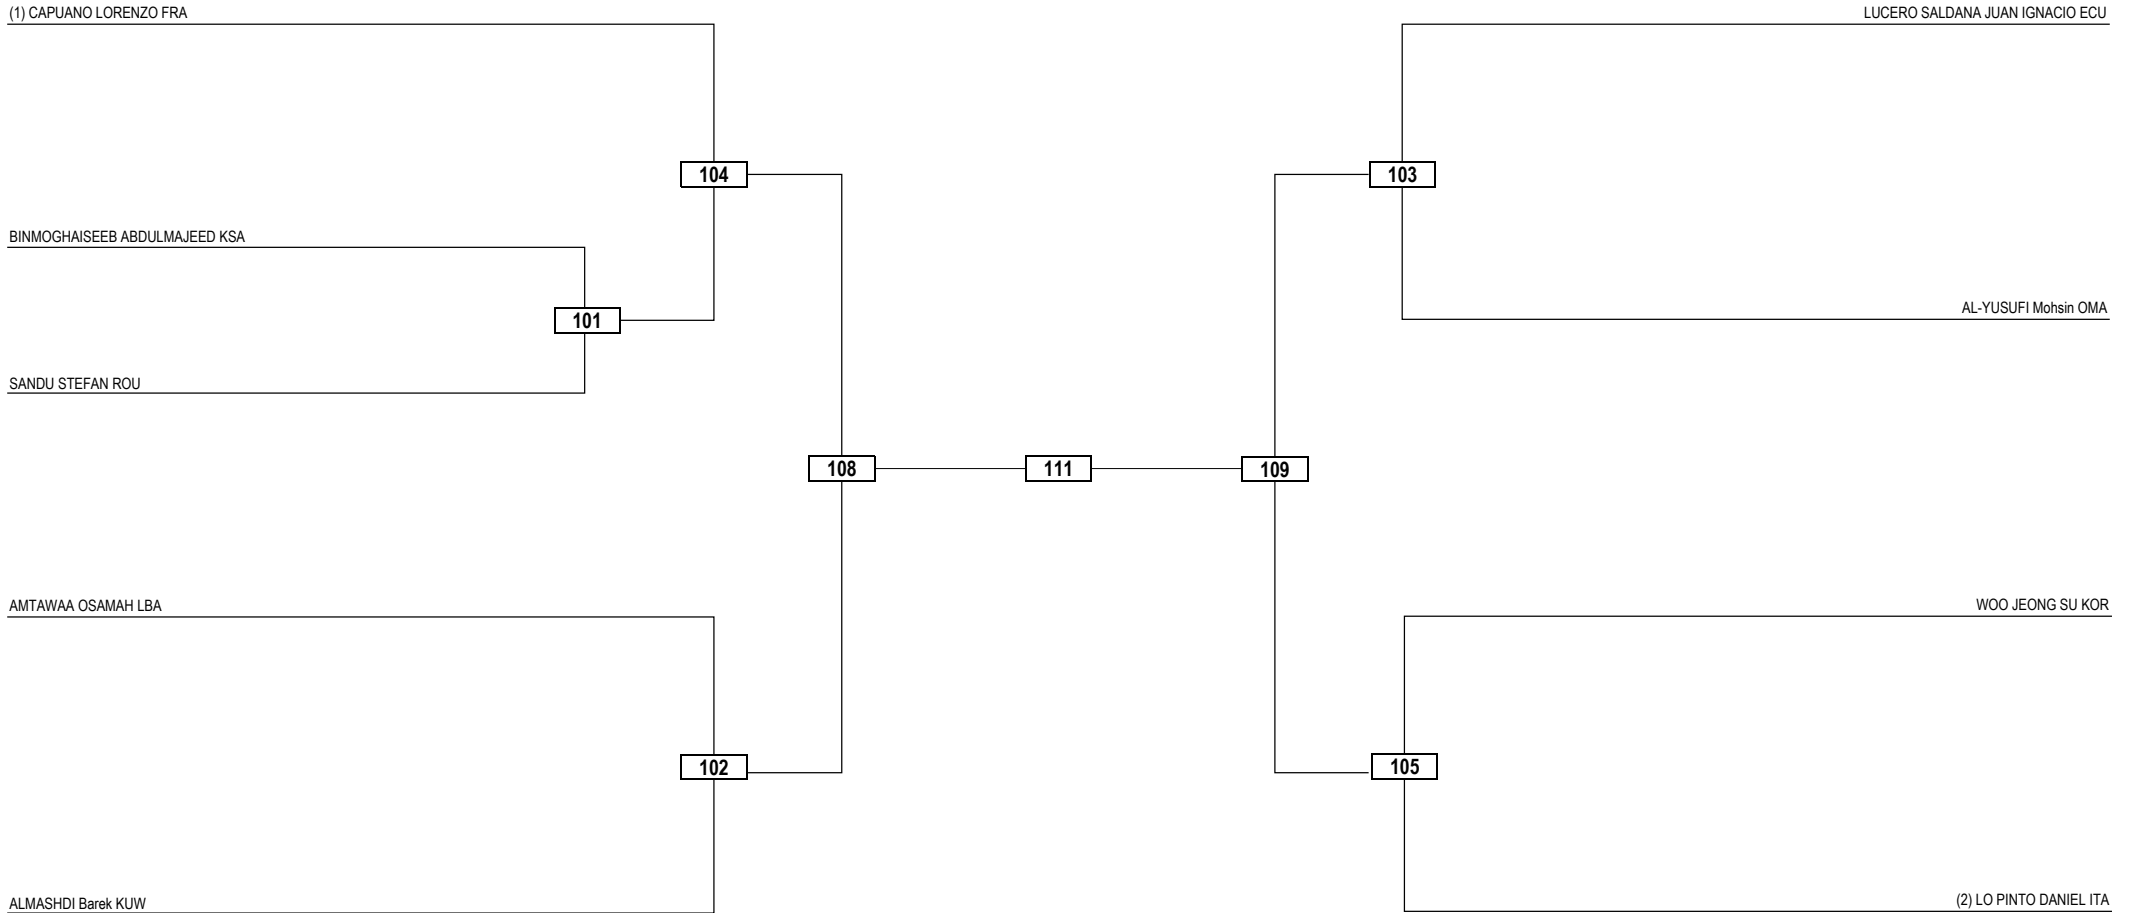 (1) CAPUANO LORENZO FRA
LUCERO SALDANA JUAN IGNACIO ECU
104
103
BINMOGHAISEEB ABDULMAJEED KSA
101
AL-YUSUFI Mohsin OMA
SANDU STEFAN ROU
108
111
109
AMTAWAA OSAMAH LBA
WOO JEONG SU KOR
102
105
ALMASHDI Barek KUW
(2) LO PINTO DANIEL ITA